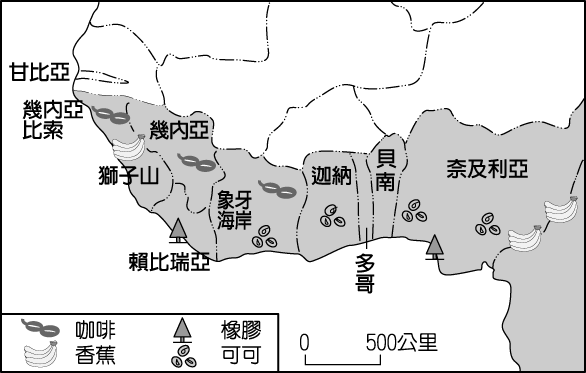 甘比亞
幾內亞
比索
幾內亞
獅子山
象牙
海岸
迦納
貝
南
奈及利亞
賴比瑞亞
多
哥
咖啡
橡膠
香蕉
可可
0
500公里